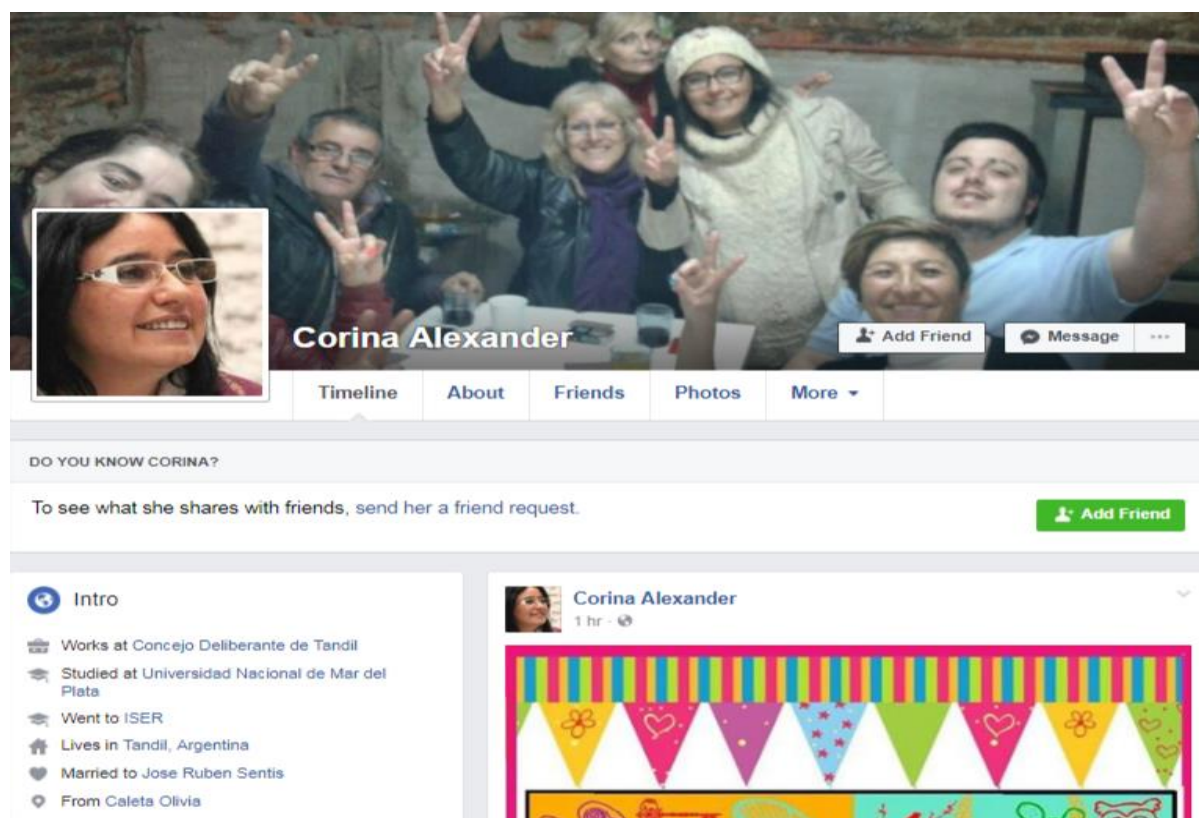 Corina Alexander
Add Friend
Message
Timeline
About
Friends
Photos
More
DO YOU KNOW CORINA?
To see what she shares with friends, send her a friend request.
Add Friend
Intro
Works at Concejo Deliberante de Tandil
Studied at Universidad Nacional de Mar del
Plata
Went to ISER
Lives in Tandil, Argentina
Married to Jose Ruben Sentis
From Caleta Olivia
Corina Alexander
1 hr ·